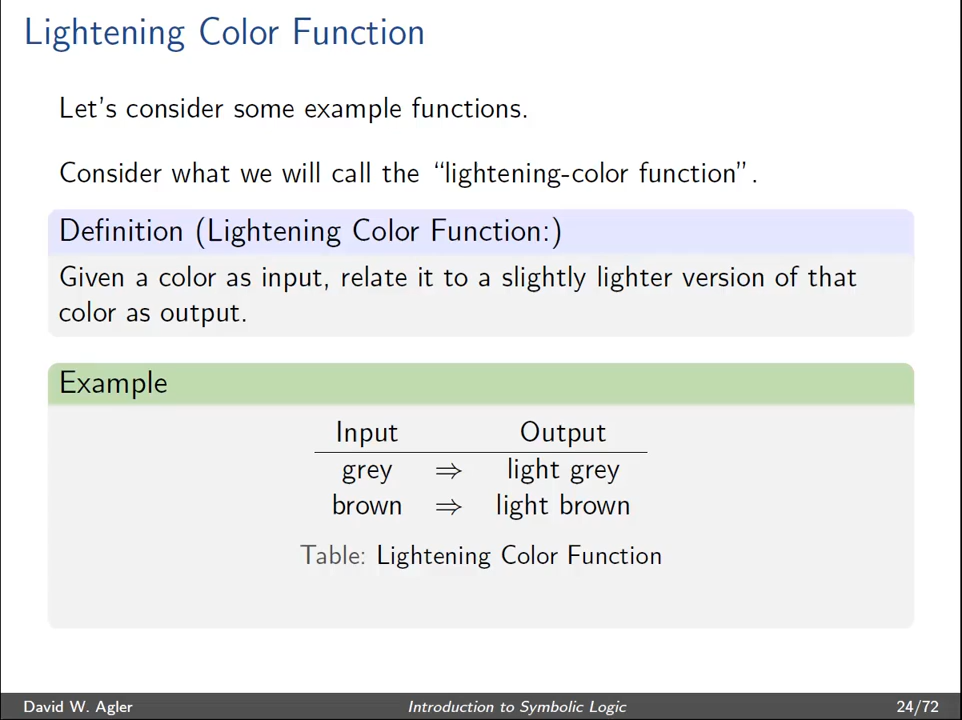 Lightening Color Function
Let's consider some example functions.
Consider what we will call the “lightening-color function”.
Definition (Lightening Color Function:)
Given a color as input, relate it to a slightly lighter version of that
color as output.
Example
Input Output
grey ⇒ light grey
brown ⇒ light brown
Table: Lightening Color Function
David W. Agler Introduction to Symbolic Logic 24/72